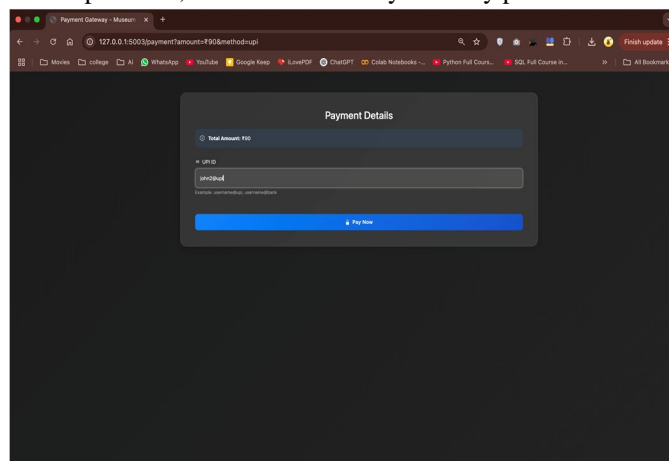 Payment Gateway - Museum
127.0.0.1:5003/payment?amount=₹90&method=upi
Finish update
Movies college Ai WhatsApp YouTube Google Keep iLovePDF ChatGPT Colab Notebooks -... Python Full Cours... SQL Full Course in... » All Bookmark
Payment Details
Total Amount: ₹90
UPI ID
john2@upi
Example: username@upi, username@bank
Pay Now